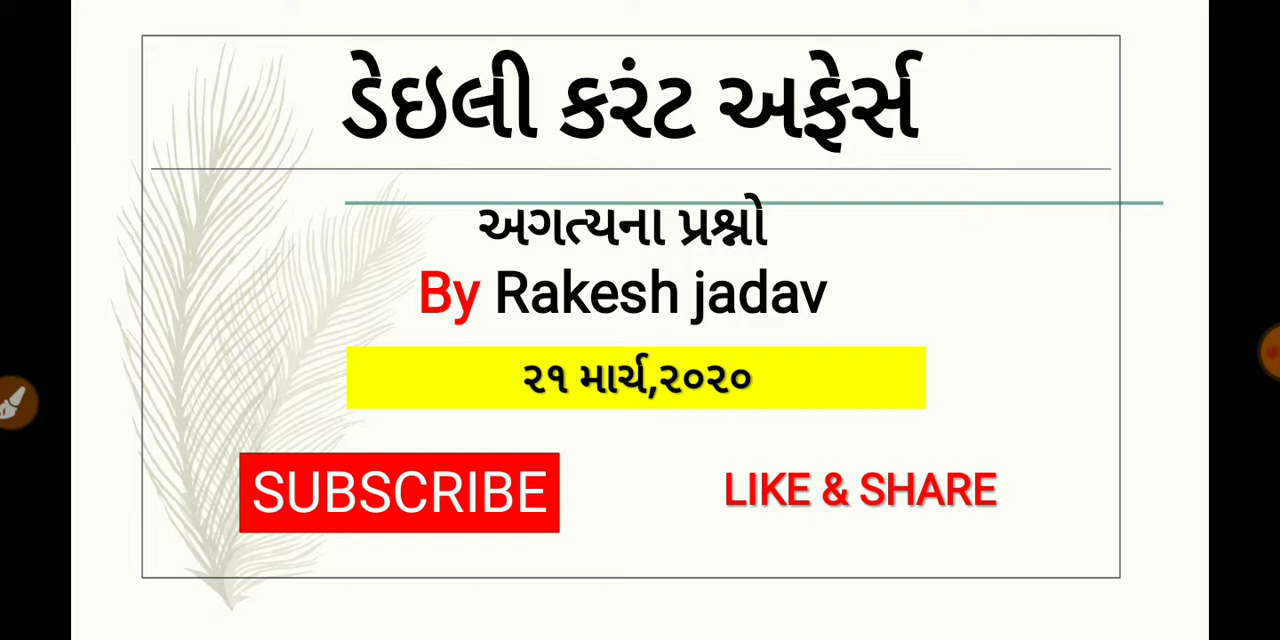 ડેઇલી કરંટ અફેર્સ
અગત્યના પ્રશ્નો
By Rakesh jadav
૨૧ માર્ચ,૨૦૨૦
SUBSCRIBE
LIKE & SHARE